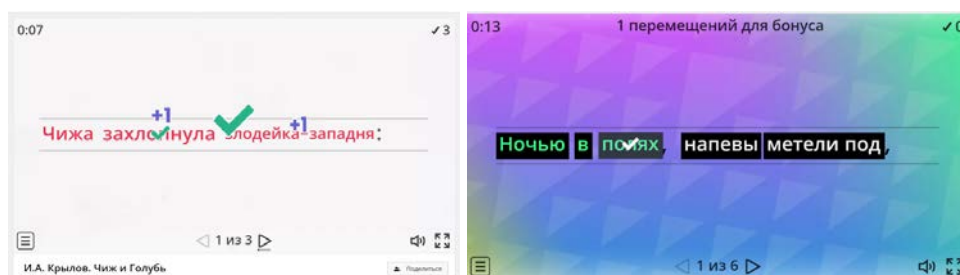 0:07
✓ 3
+1
+1
Чижа захлопнула злодейка-западня:
1 из 3
И.А. Крылов. Чиж и Голубь
Поделиться
0:13
1 перемещений для бонуса
✓ 0
Ночью в полях, напевы метели под,
1 из 6